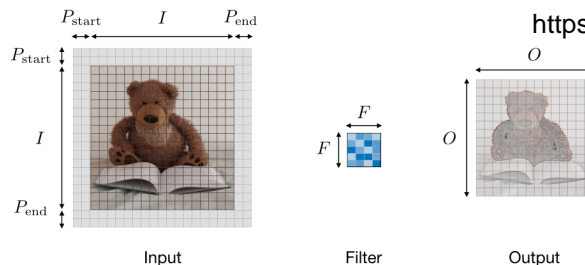 P_start I P_end
https
P_start
O
F
I
F
O
P_end
Input
Filter
Output